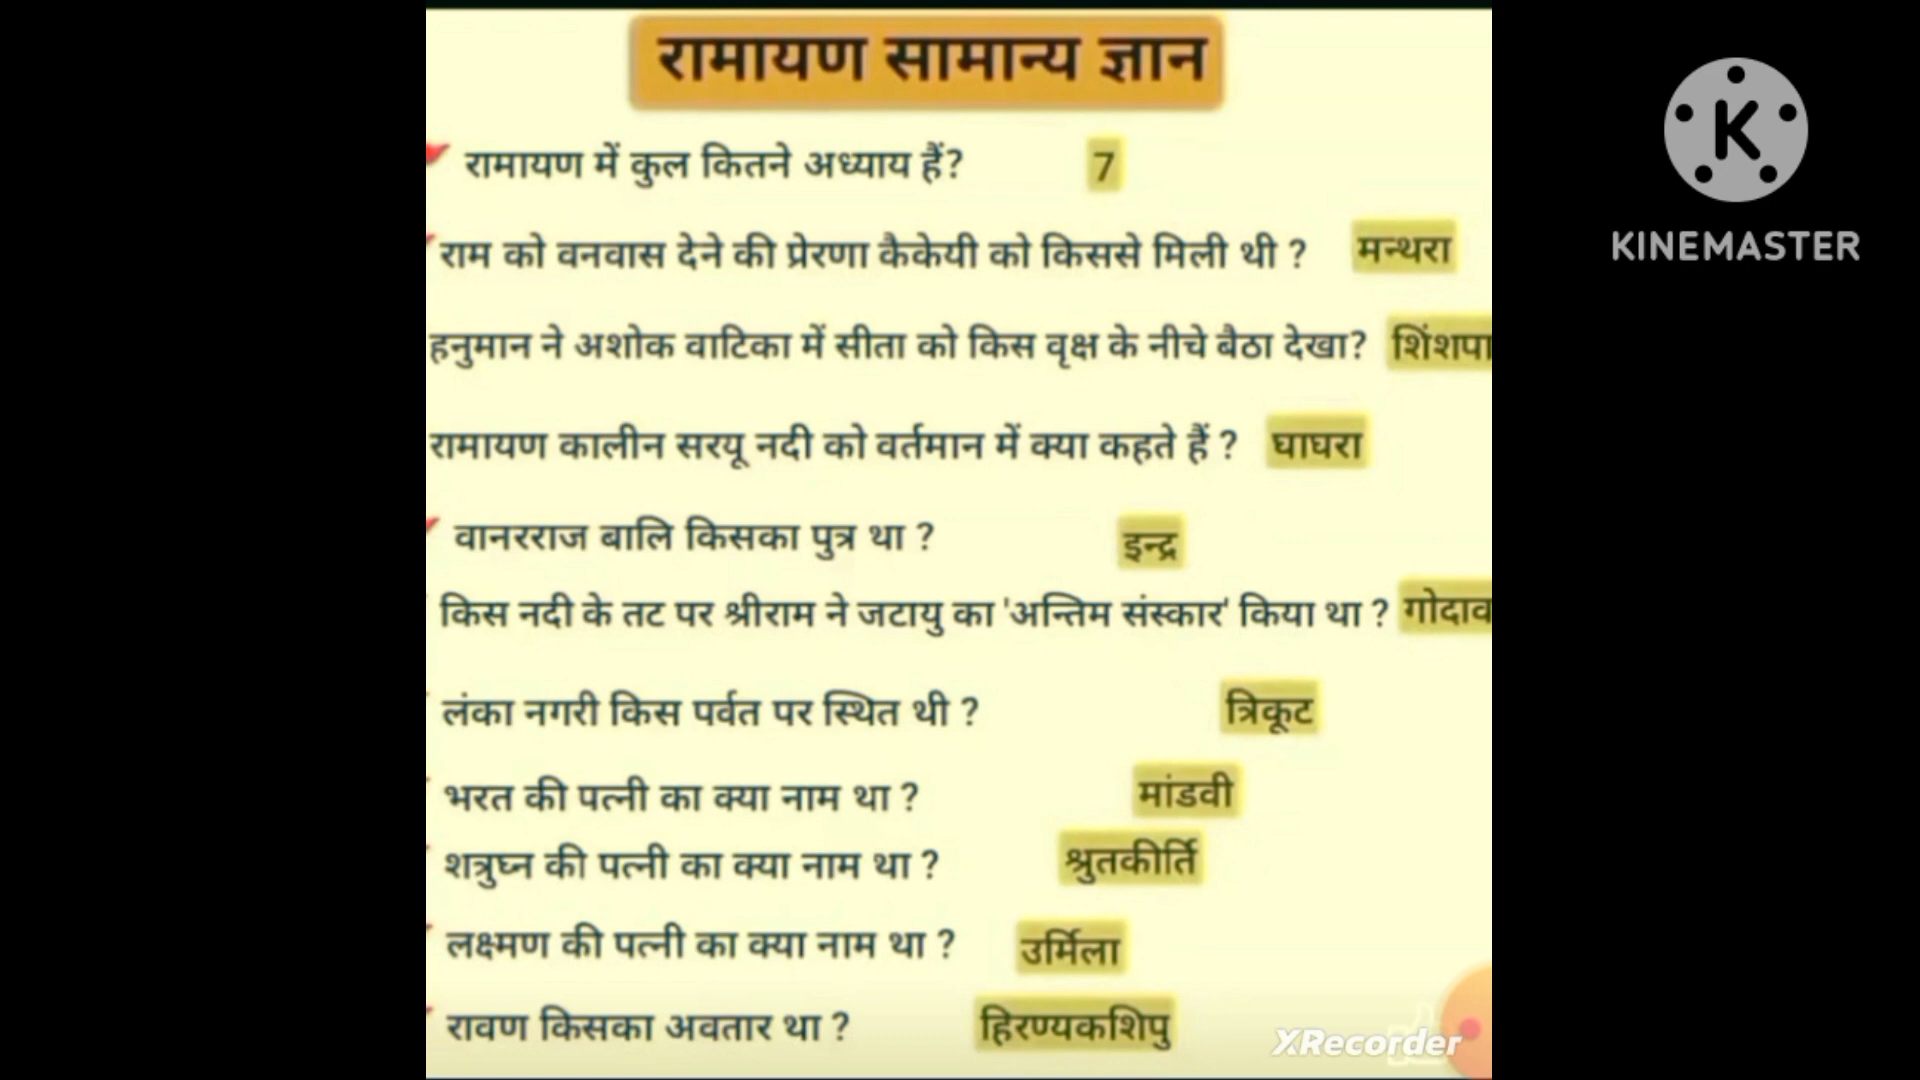 रामायण सामान्य ज्ञान
रामायण में कुल कितने अध्याय हैं? 7
राम को वनवास देने की प्रेरणा कैकेयी को किससे मिली थी ? मन्थरा
हनुमान ने अशोक वाटिका में सीता को किस वृक्ष के नीचे बैठा देखा? शिंशपा
रामायण कालीन सरयू नदी को वर्तमान में क्या कहते हैं ? घाघरा
वानरराज बालि किसका पुत्र था ? इन्द्र
किस नदी के तट पर श्रीराम ने जटायु का 'अन्तिम संस्कार' किया था ? गोदाव
लंका नगरी किस पर्वत पर स्थित थी ? त्रिकूट
भरत की पत्नी का क्या नाम था ? मांडवी
शत्रुघ्न की पत्नी का क्या नाम था ? श्रुतकीर्ति
लक्ष्मण की पत्नी का क्या नाम था ? उर्मिला
रावण किसका अवतार था ? हिरण्यकशिपु
XRecorder
K
KINEMASTER